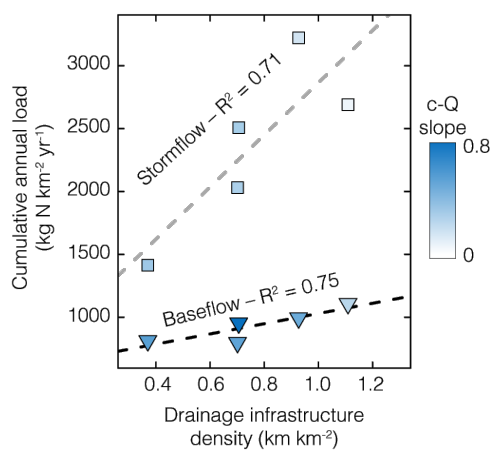 3000
2500
2000
1500
1000
Cumulative annual load
(kg N km⁻² yr⁻¹)
Stormflow – R² = 0.71
Baseflow – R² = 0.75
0.4 0.6 0.8 1.0 1.2
Drainage infrastructure
density (km km⁻²)
c-Q
slope
0.8
0